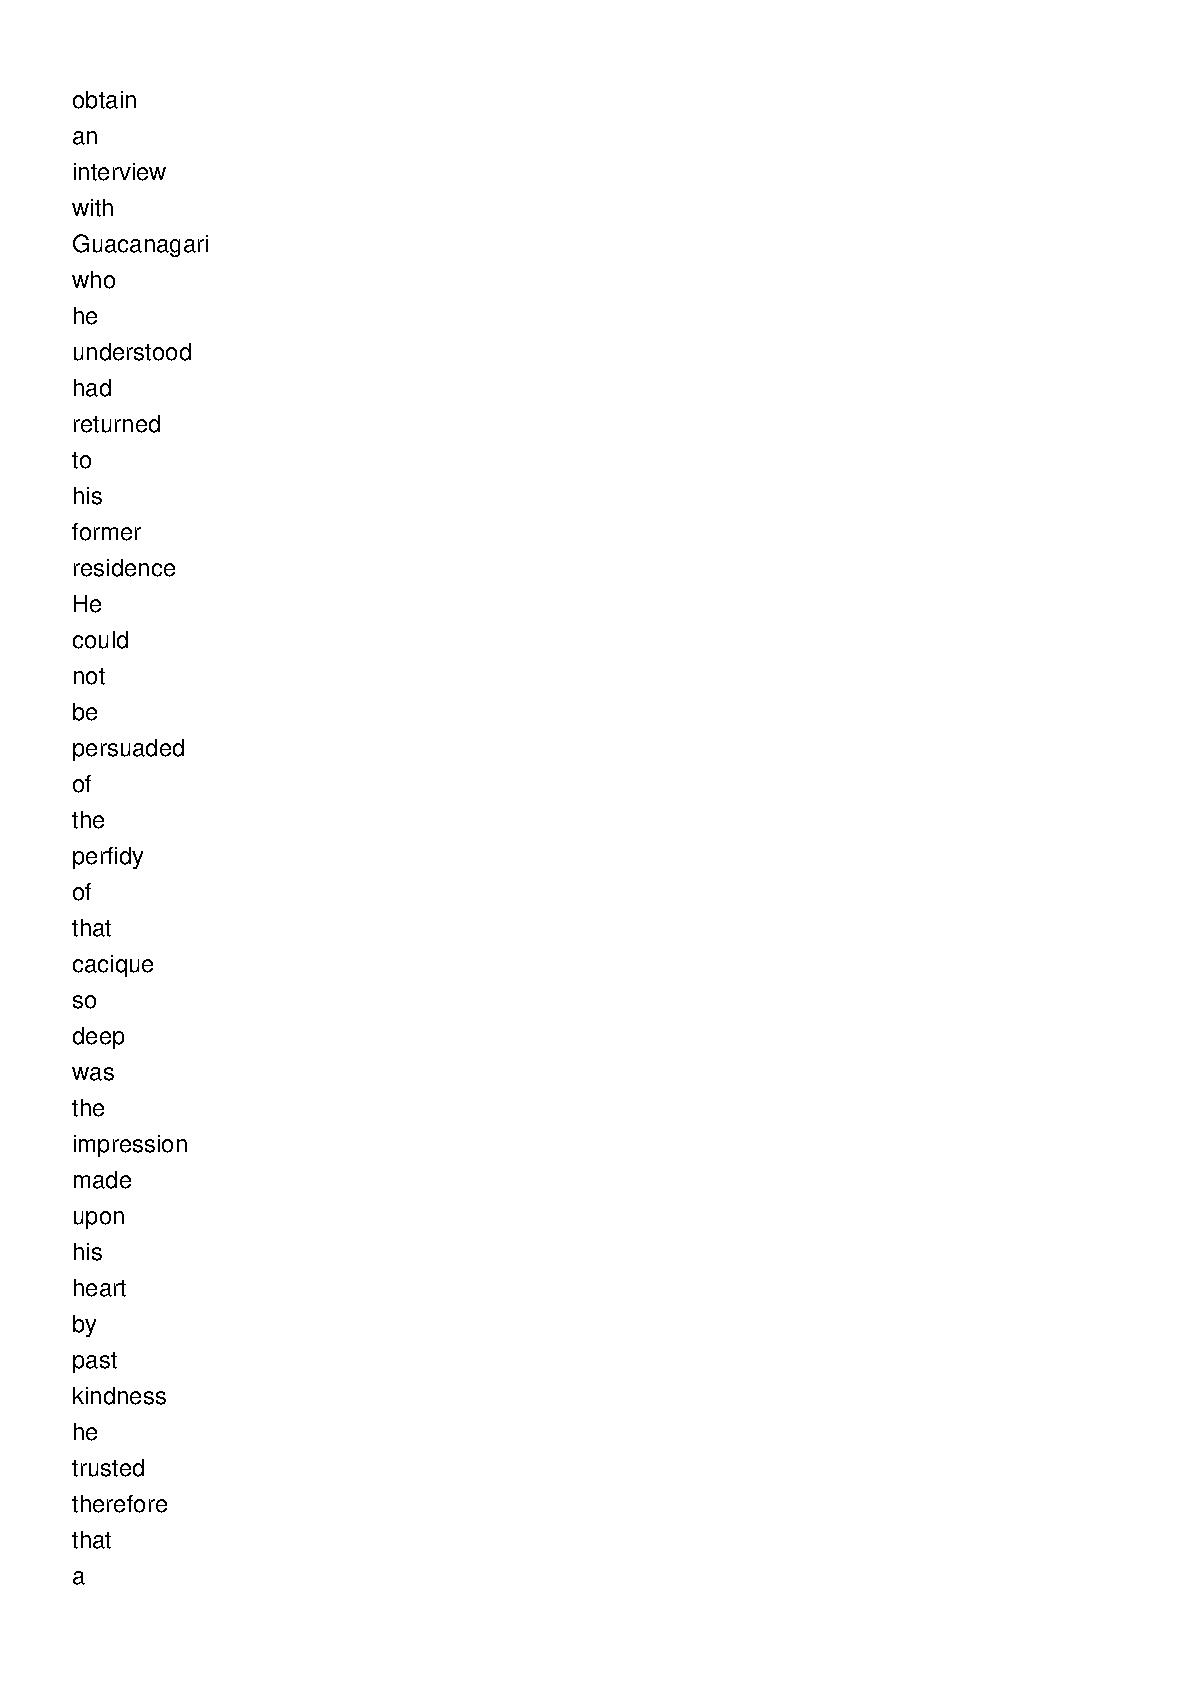 obtain
an
interview
with
Guacanagari
who
he
understood
had
returned
to
his
former
residence
He
could
not
be
persuaded
of
the
perfidy
of
that
cacique
so
deep
was
the
impression
made
upon
his
heart
by
past
kindness
he
trusted
therefore
that
a